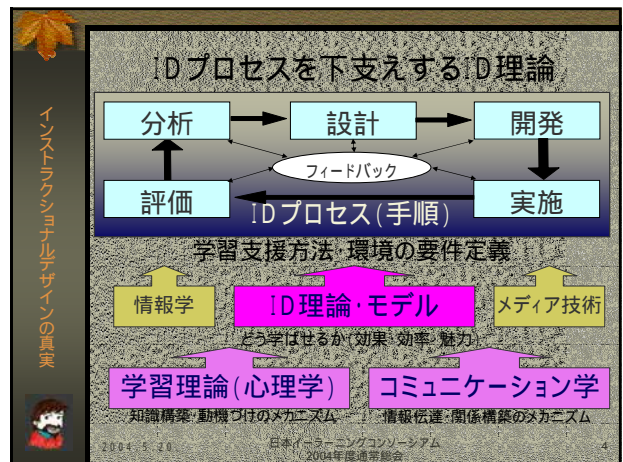 IDプロセスを下支えするID理論
インストラクショナルデザインの真実
分析
設計
開発
フィードバック
評価
実施
IDプロセス(手順)
学習支援方法・環境の要件定義
情報学
ID理論・モデル
メディア技術
どう学ばせるか(効果・効率・魅力)
学習理論(心理学)
コミュニケーション学
知識構築・動機づけのメカニズム
情報伝達・関係構築のメカズム
2004.5.20
日本イーラーニングコンソーシアム
2004年度通常総会
4